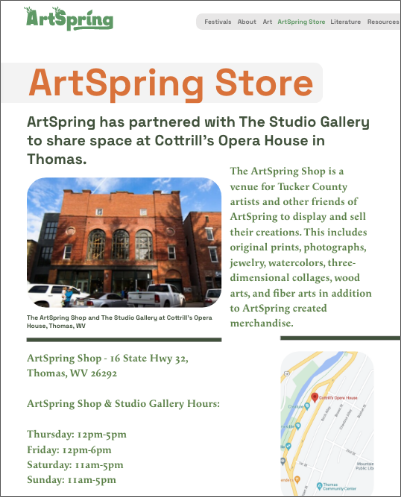 ArtSpring
Festivals About Art ArtSpring Store Literature Resources
ArtSpring Store
ArtSpring has partnered with The Studio Gallery
to share space at Cottrill's Opera House in
Thomas.
The ArtSpring Shop is a
venue for Tucker County
artists and other friends of
ArtSpring to display and sell
their creations. This includes
original prints, photographs,
jewelry, watercolors, three-
dimensional collages, wood
arts, and fiber arts in addition
to ArtSpring created
merchandise.
The ArtSpring Shop and The Studio Gallery at Cottrill's Opera
House, Thomas, WV
ArtSpring Shop - 16 State Hwy 32,
Thomas, WV 26292
ArtSpring Shop & Studio Gallery Hours:
Thursday: 12pm-5pm
Friday: 12pm-6pm
Saturday: 11am-5pm
Sunday: 11am-5pm
Cottrill's Opera House
Thomas
Community Center